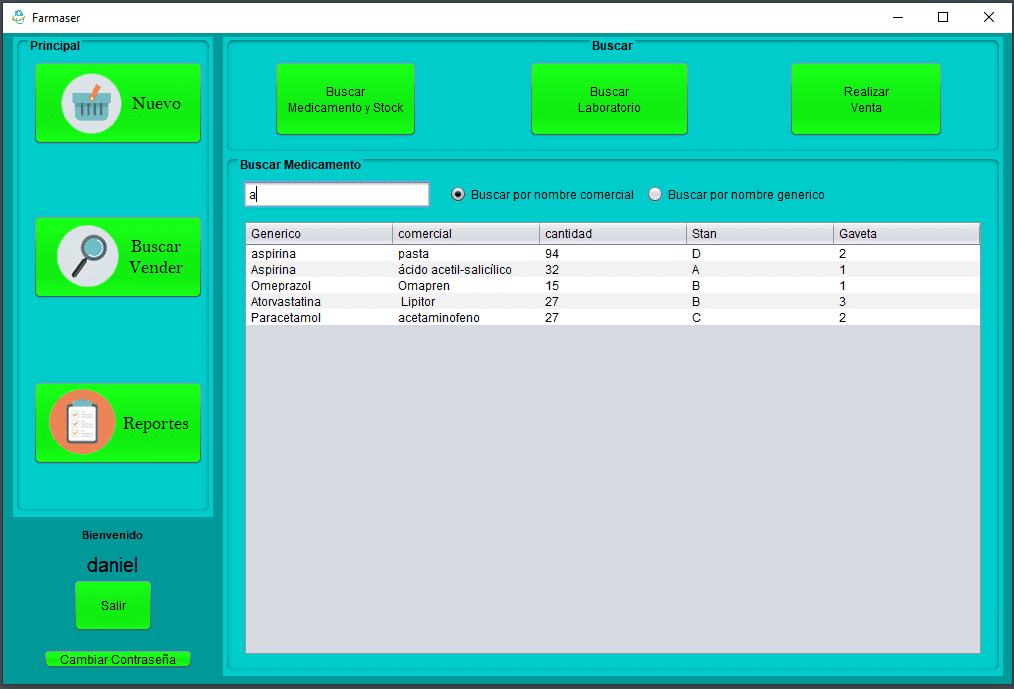 Farmaser
Principal
Nuevo
Buscar
Vender
Reportes
Bienvenido
daniel
Salir
Cambiar Contraseña
Buscar
Buscar
Medicamento y Stock
Buscar
Laboratorio
Realizar
Venta
Buscar Medicamento
a
Buscar por nombre comercial
Buscar por nombre generico
Generico comercial cantidad Stan Gaveta
aspirina pasta 94 D 2
Aspirina ácido acetil-salicílico 32 A 1
Omeprazol Omapren 15 B 1
Atorvastatina Lipitor 27 B 3
Paracetamol acetaminofeno 27 C 2